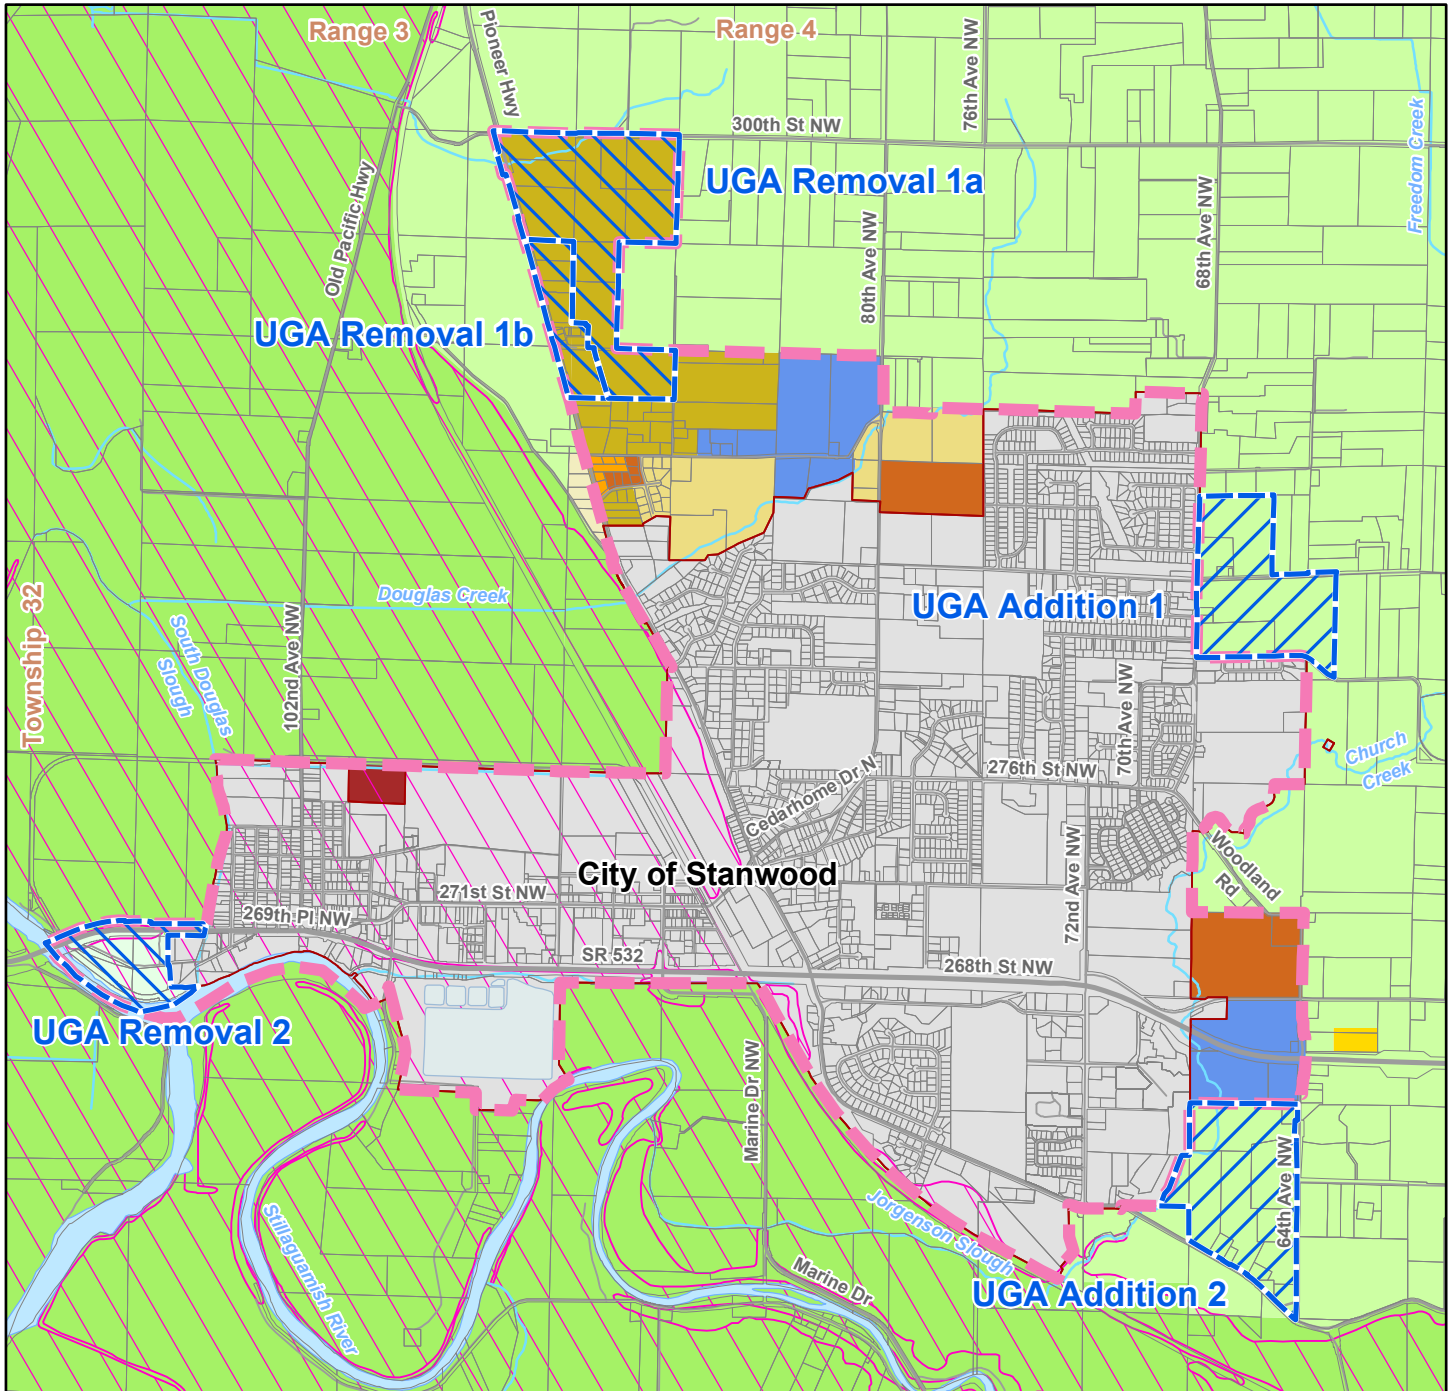 Range 3
Range 4
Pioneer Hwy
76th Ave NW
300th St NW
Freedom Creek
UGA Removal 1a
Old Pacific Hwy
80th Ave NW
68th Ave NW
UGA Removal 1b
Township 32
Douglas Creek
UGA Addition 1
South Douglas
Slough
102nd Ave NW
70th Ave NW
Church
Creek
276th St NW
Cedarhome Dr N
Woodland
Rd
City of Stanwood
72nd Ave NW
271st St NW
269th Pl NW
SR 532
268th St NW
UGA Removal 2
Marine Dr NW
64th Ave NW
Stillaguamish River
Jorgenson Slough
Marine Dr
UGA Addition 2